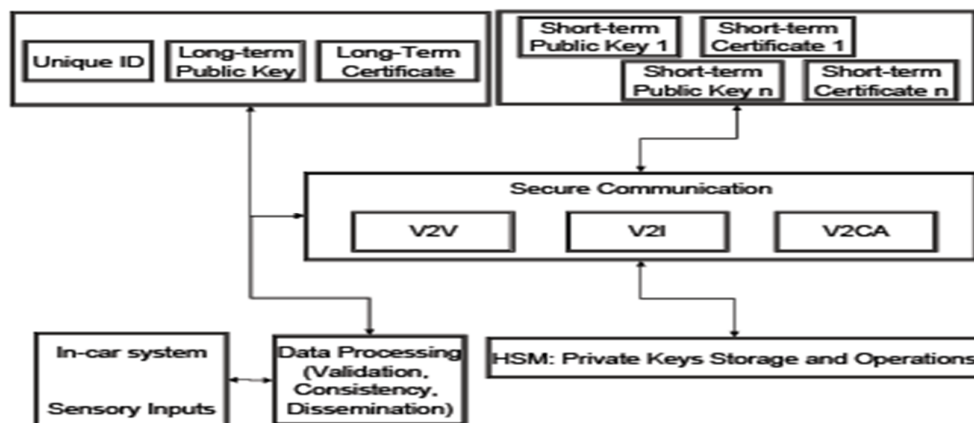 Unique ID
Long-term
Public Key
Long-Term
Certificate
Short-term
Public Key 1
Short-term
Certificate 1
Short-term
Public Key n
Short-term
Certificate n
Secure Communication
V2V
V2I
V2CA
In-car system
Sensory Inputs
Data Processing
(Validation,
Consistency,
Dissemination)
HSM: Private Keys Storage and Operations